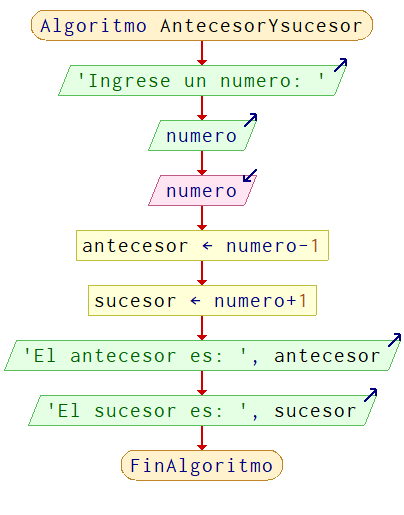 Algoritmo AntecesorYsucesor
'Ingrese un numero: '
numero
numero
antecesor ← numero-1
sucesor ← numero+1
'El antecesor es: ', antecesor
'El sucesor es: ', sucesor
FinAlgoritmo